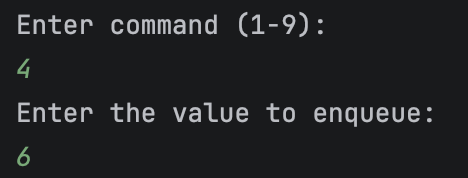 Enter command (1-9):
4
Enter the value to enqueue:
6